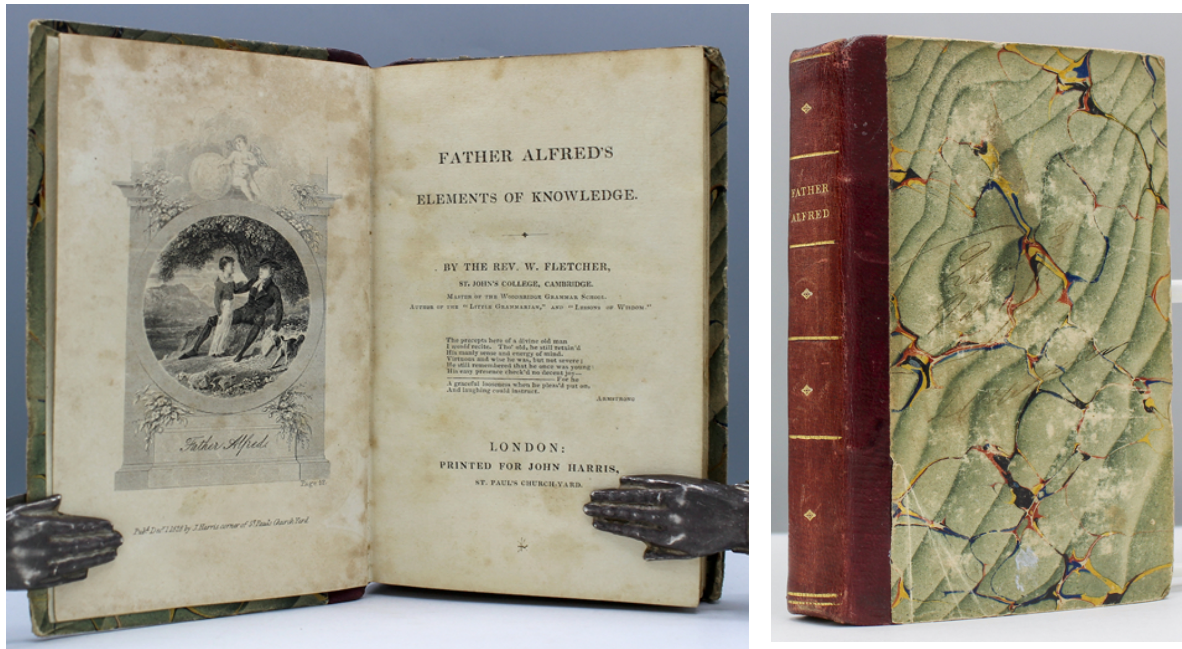 Father Alfred.
Page 16
Pub.d Dec.r 1 1819 by J. Harris corner of S.t Pauls Church Yard
FATHER ALFRED'S
ELEMENTS OF KNOWLEDGE.
BY THE REV. W. FLETCHER,
ST. JOHN'S COLLEGE, CAMBRIDGE.
MASTER OF THE WOODBRIDGE GRAMMAR SCHOOL.
AUTHOR OF THE "LITTLE GRAMMARIAN," AND "LESSONS OF WISDOM."
The precepts here of a divine old man
I would recite. Tho' old, he still retain'd
His manly sense and energy of mind.
Virtuous and wise he was, but not severe;
He still remembered that he once was young:
His easy presence check'd no decent joy—
For he
A graceful looseness when he pleas'd put on,
And laughing could instruct.
ARMSTRONG
LONDON:
PRINTED FOR JOHN HARRIS,
ST. PAUL'S CHURCH-YARD.
FATHER
ALFRED